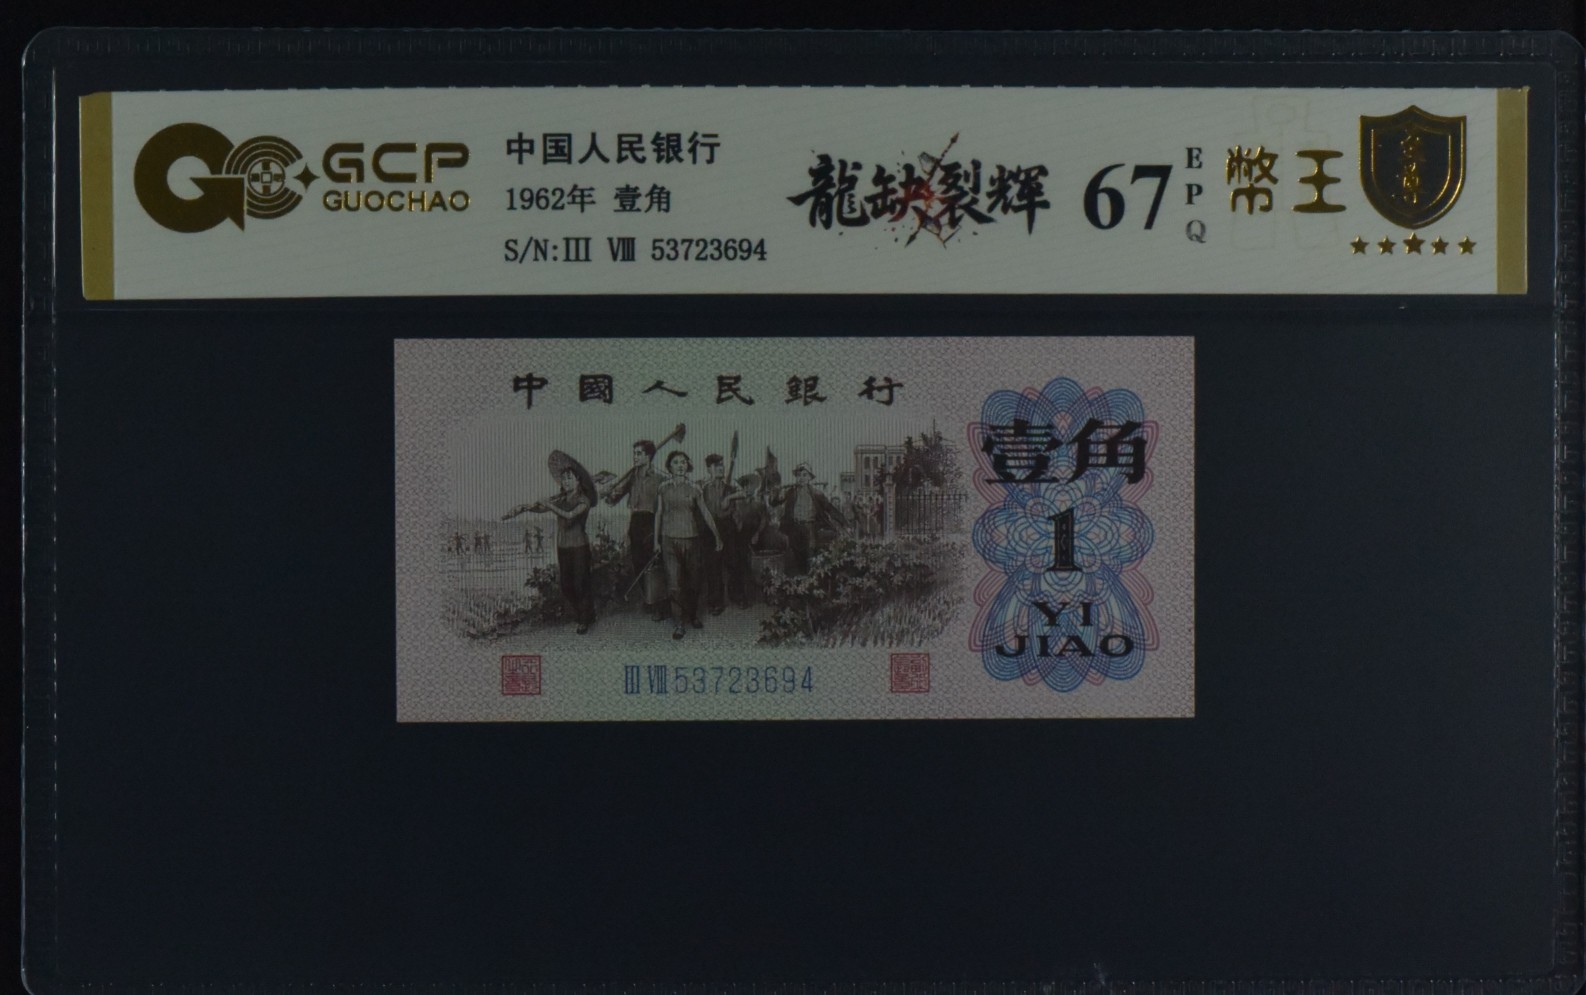 GCP
GUOCHAO
中国人民银行
1962年 壹角
S/N:III VIII 53723694
龍缺裂辉
67
EPQ
幣王
中國人民銀行
壹角
1
YI
JIAO
III VIII 53723694